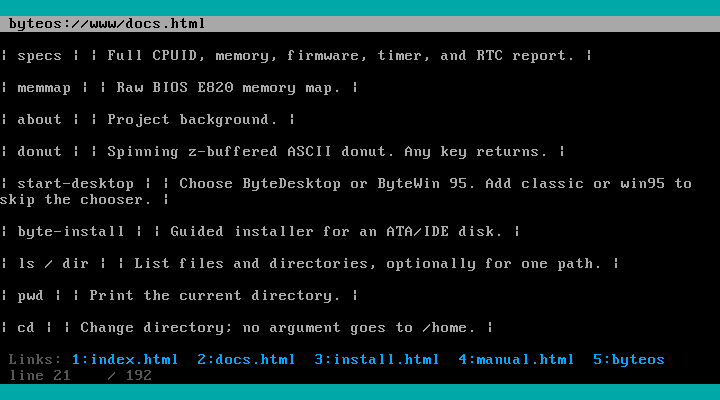 byteos://www/docs.html
¦ specs ¦ ¦ Full CPUID, memory, firmware, timer, and RTC report. ¦
¦ memmap ¦ ¦ Raw BIOS E820 memory map. ¦
¦ about ¦ ¦ Project background. ¦
¦ donut ¦ ¦ Spinning z-buffered ASCII donut. Any key returns. ¦
¦ start-desktop ¦ ¦ Choose ByteDesktop or ByteWin 95. Add classic or win95 to
skip the chooser. ¦
¦ byte-install ¦ ¦ Guided installer for an ATA/IDE disk. ¦
¦ ls / dir ¦ ¦ List files and directories, optionally for one path. ¦
¦ pwd ¦ ¦ Print the current directory. ¦
¦ cd ¦ ¦ Change directory; no argument goes to /home. ¦
Links: 1:index.html 2:docs.html 3:install.html 4:manual.html 5:byteos
line 21 / 192